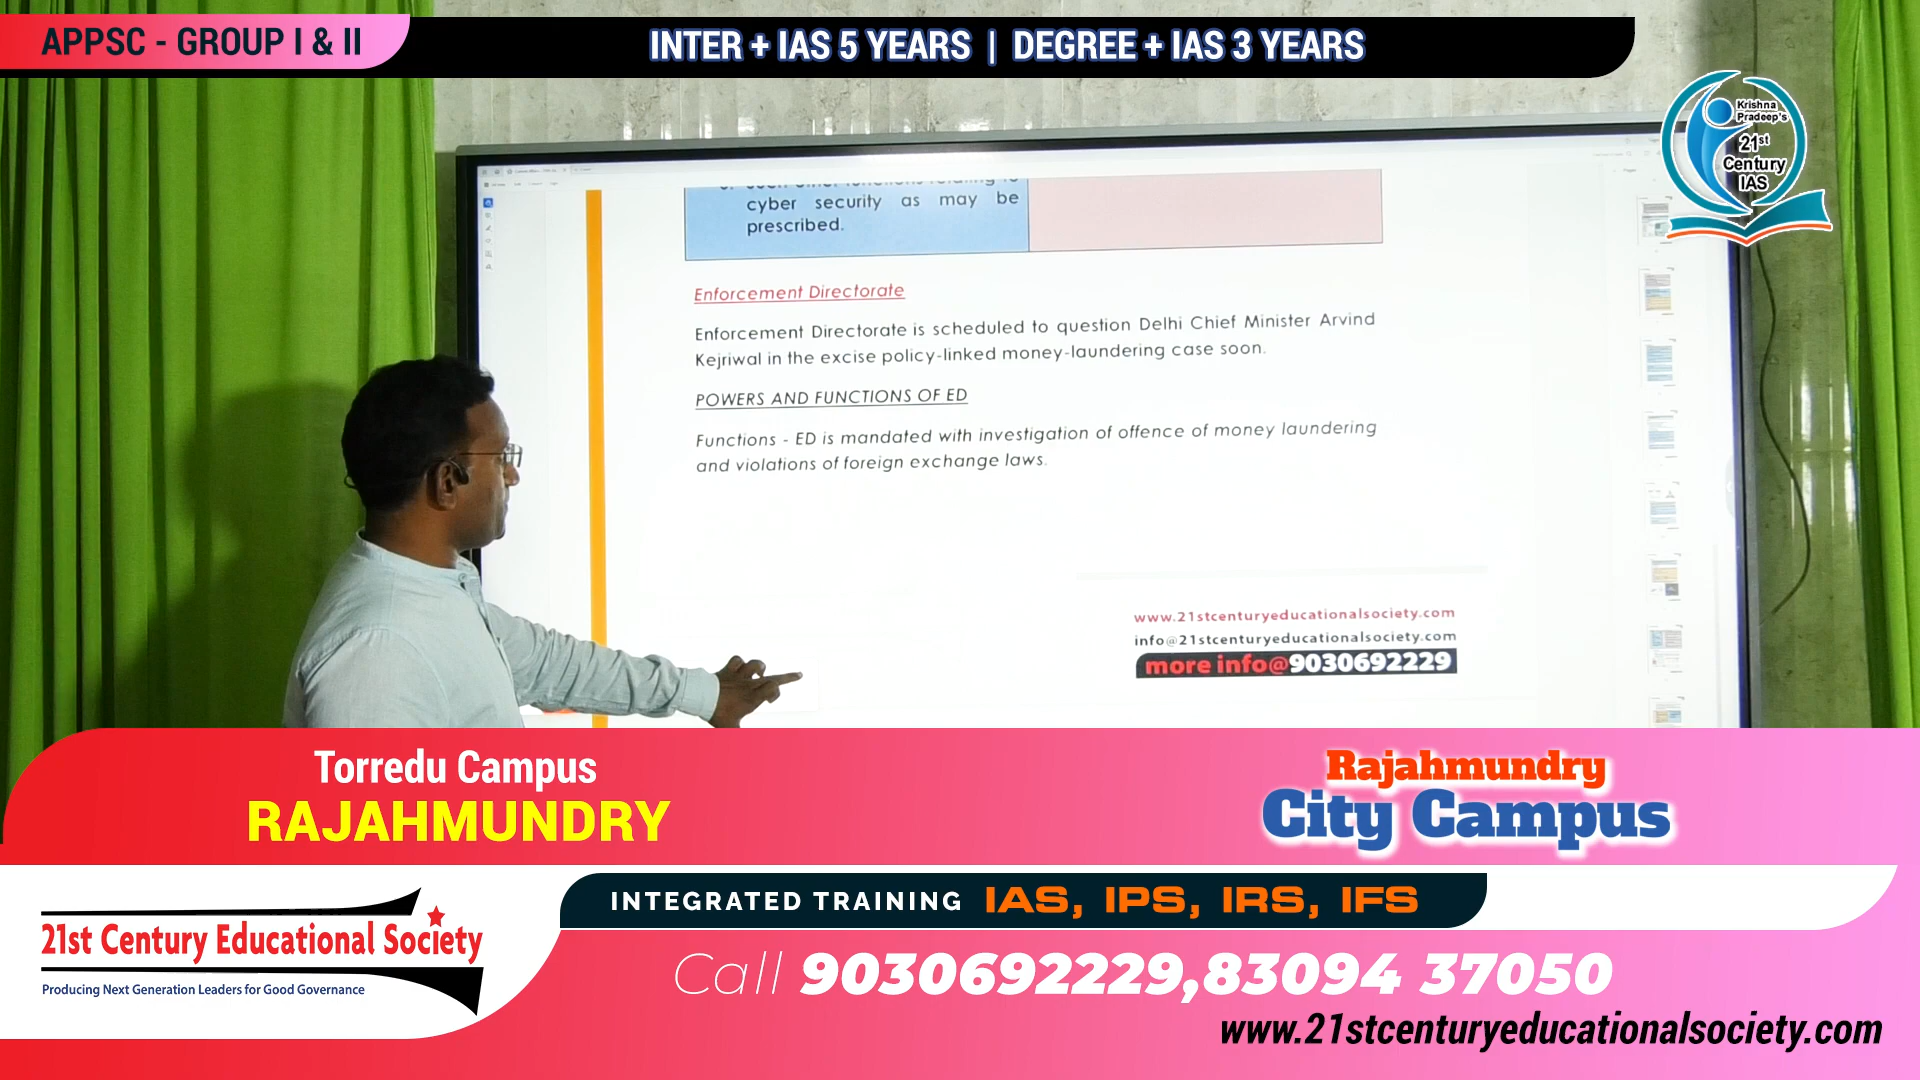 APPSC - GROUP I & II
INTER + IAS 5 YEARS | DEGREE + IAS 3 YEARS
Krishna
Pradeep's
21st
Century
IAS
cyber security as may be
prescribed.
Enforcement Directorate
Enforcement Directorate is scheduled to question Delhi Chief Minister Arvind
Kejriwal in the excise policy-linked money-laundering case soon.
POWERS AND FUNCTIONS OF ED
Functions - ED is mandated with investigation of offence of money laundering
and violations of foreign exchange laws.
www.21stcenturyeducationalsociety.com
info@21stcenturyeducationalsociety.com
more info@9030692229
Torredu Campus
RAJAHMUNDRY
Rajahmundry
City Campus
INTEGRATED TRAINING IAS, IPS, IRS, IFS
21st Century Educational Society
Producing Next Generation Leaders for Good Governance
Call 9030692229,83094 37050
www.21stcenturyeducationalsociety.com